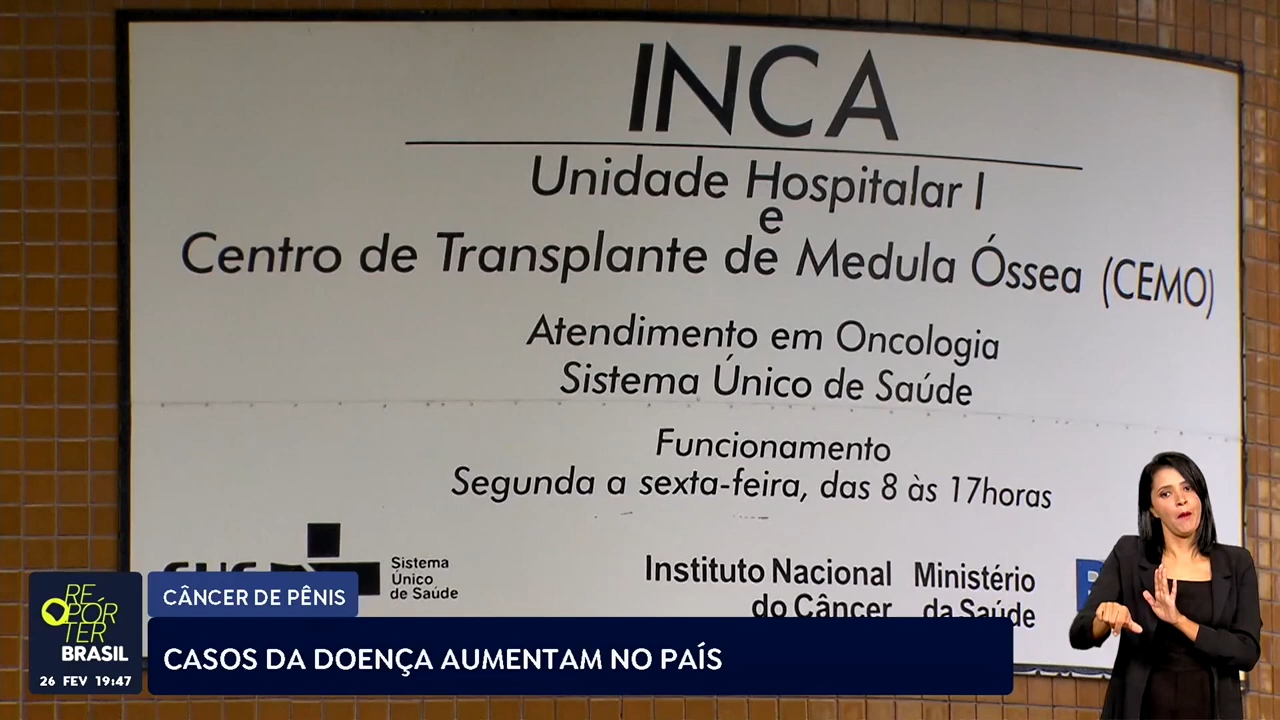 INCA
Unidade Hospitalar I
e
Centro de Transplante de Medula Óssea (CEMO)
Atendimento em Oncologia
Sistema Único de Saúde
Funcionamento
Segunda a sexta-feira, das 8 às 17horas
Sistema
Único
de Saúde
Instituto Nacional
do Câncer
Ministério
da Saúde
RE
PÓR
TER
BRASIL
26 FEV 19:47
CÂNCER DE PÊNIS
CASOS DA DOENÇA AUMENTAM NO PAÍS